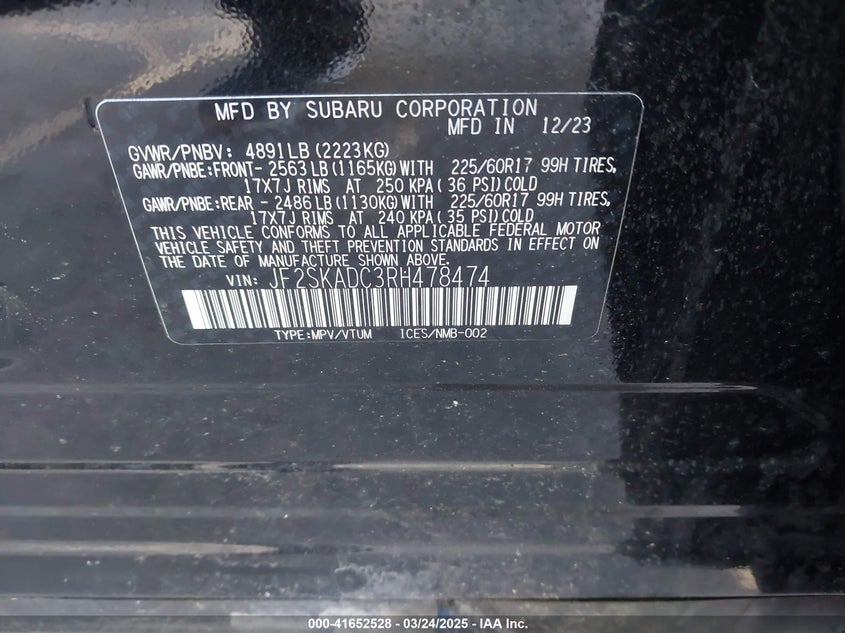 MFD BY SUBARU CORPORATION
MFD IN 12/23
GVWR/PNBV: 4891LB (2223KG)
GAWR/PNBE:FRONT- 2563LB (1165KG)WITH 225/60R17 99H TIRES,
17X7J RIMS AT 250 KPA( 36 PSI)COLD
GAWR/PNBE:REAR - 2486LB (1130KG)WITH 225/60R17 99H TIRES,
17X7J RIMS AT 240 KPA( 35 PSI)COLD
THIS VEHICLE CONFORMS TO ALL APPLICABLE FEDERAL MOTOR
VEHICLE SAFETY AND THEFT PREVENTION STANDARDS IN EFFECT ON
THE DATE OF MANUFACTURE SHOWN ABOVE.
VIN: JF2SKADC3RH478474
TYPE:MPV/VTUM ICES/NMB-002
000-41652528 - 03/24/2025 - IAA Inc.